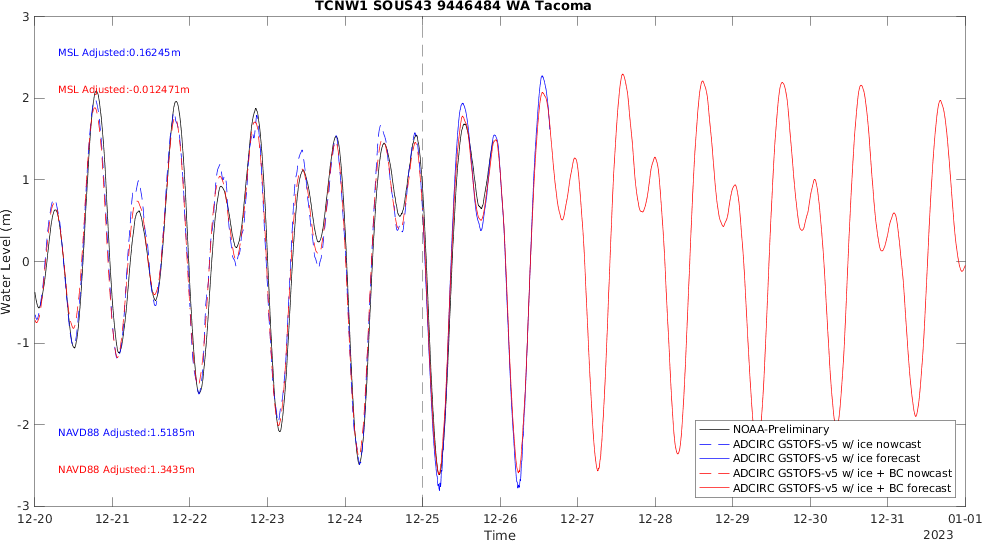 TCNW1 SOUS43 9446484 WA Tacoma
3
2
1
0
-1
-2
-3
Water Level (m)
MSL Adjusted:0.16245m
MSL Adjusted:-0.012471m
NAVD88 Adjusted:1.5185m
NAVD88 Adjusted:1.3435m
NOAA-Preliminary
ADCIRC GSTOFS-v5 w/ ice nowcast
ADCIRC GSTOFS-v5 w/ ice forecast
ADCIRC GSTOFS-v5 w/ ice + BC nowcast
ADCIRC GSTOFS-v5 w/ ice + BC forecast
12-20 12-21 12-22 12-23 12-24 12-25 12-26 12-27 12-28 12-29 12-30 12-31 01-01
Time 2023